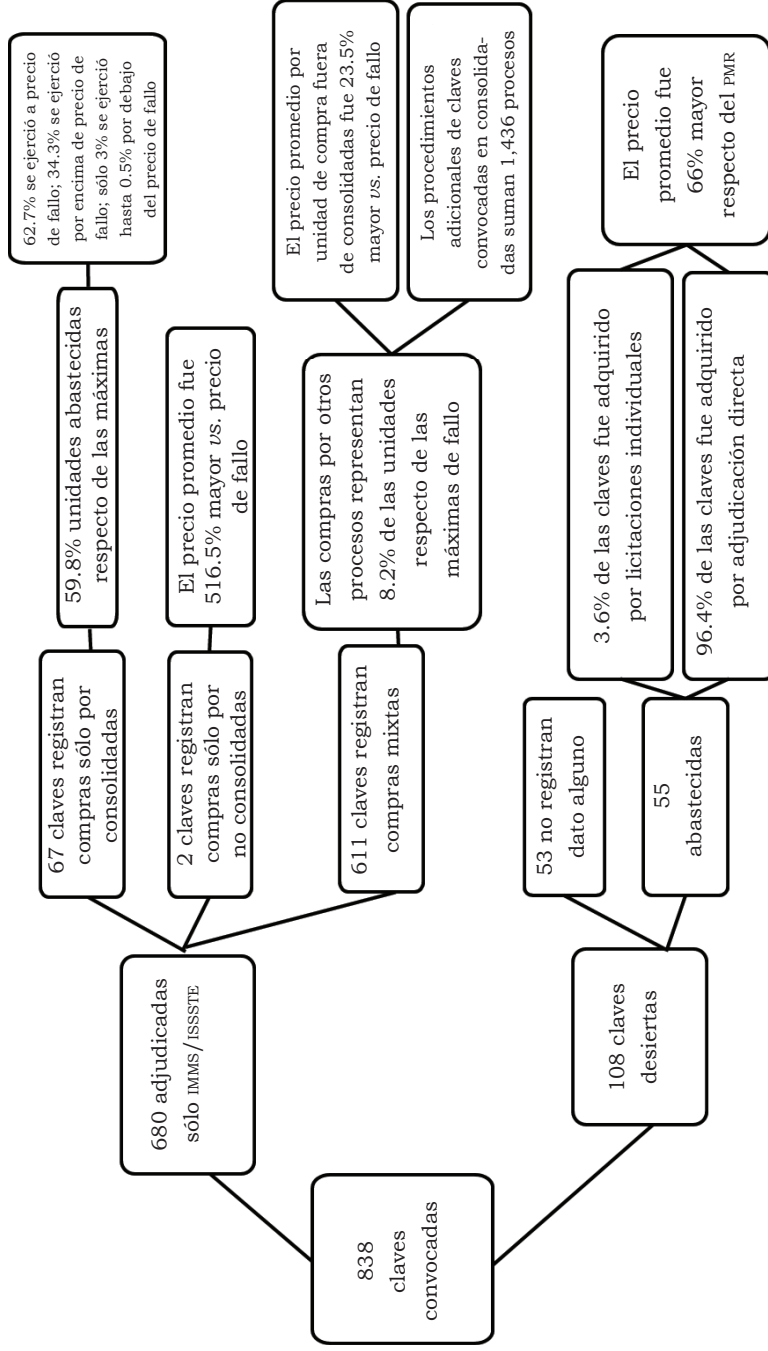 838
claves
convocadas
680 adjudicadas
sólo IMMS/ISSSTE
67 claves registran
compras sólo por
consolidadas
59.8% unidades abastecidas
respecto de las máximas
62.7% se ejerció a precio
de fallo; 34.3% se ejerció
por encima de precio de
fallo; sólo 3% se ejerció
hasta 0.5% por debajo
del precio de fallo
2 claves registran
compras sólo por
no consolidadas
El precio promedio fue
516.5% mayor vs. precio
de fallo
611 claves registran
compras mixtas
Las compras por otros
procesos representan
8.2% de las unidades
respecto de las
máximas de fallo
El precio promedio por
unidad de compra fuera
de consolidadas fue 23.5%
mayor vs. precio de fallo
Los procedimientos
adicionales de claves
convocadas en consolida-
das suman 1,436 procesos
108 claves
desiertas
53 no registran
dato alguno
55
abastecidas
3.6% de las claves fue adquirido
por licitaciones individuales
96.4% de las claves fue adquirido
por adjudicación directa
El precio
promedio fue
66% mayor
respecto del PMR